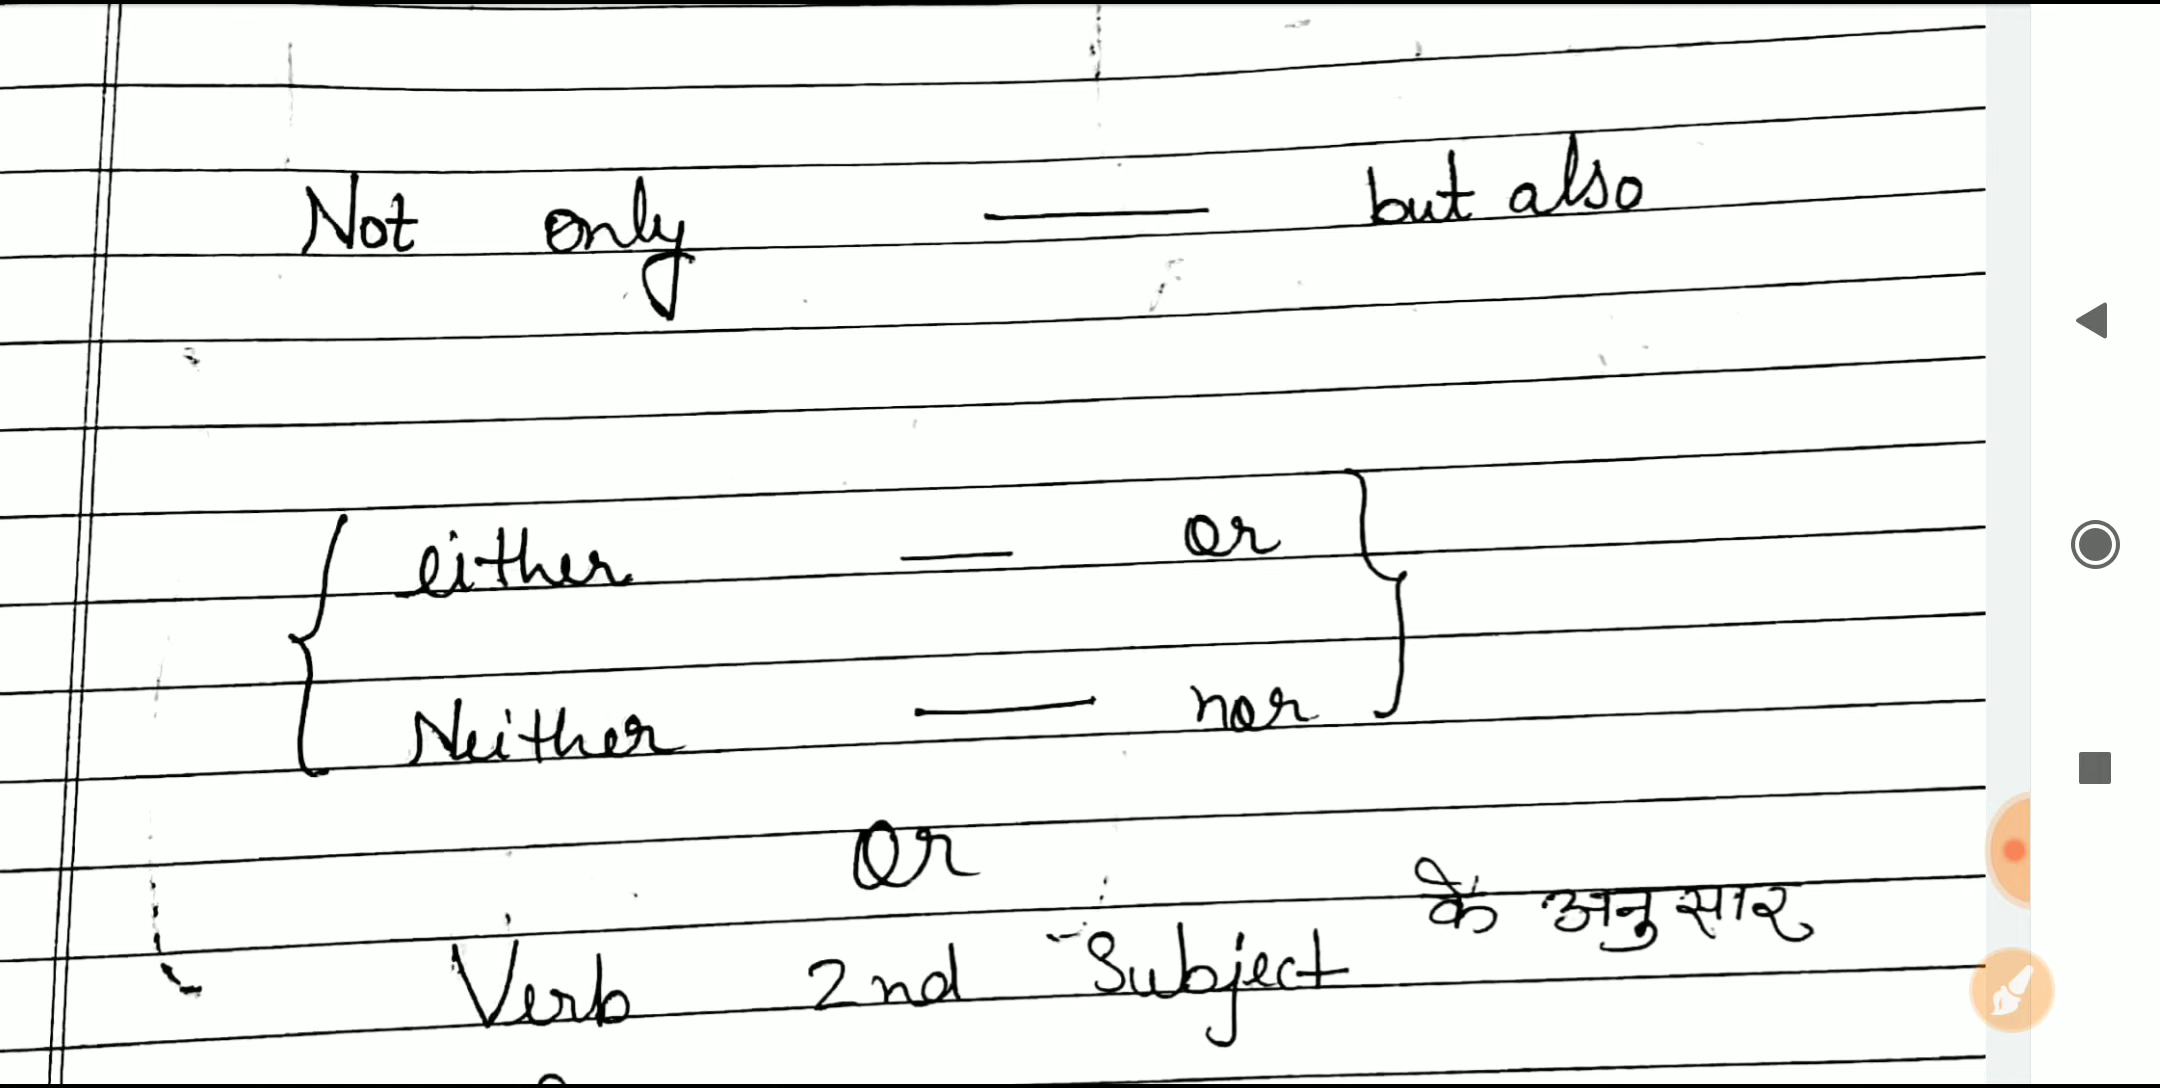 Not only —— but also
{ either — or }
{ Neither — nor }
or
Verb 2nd Subject के अनुसार